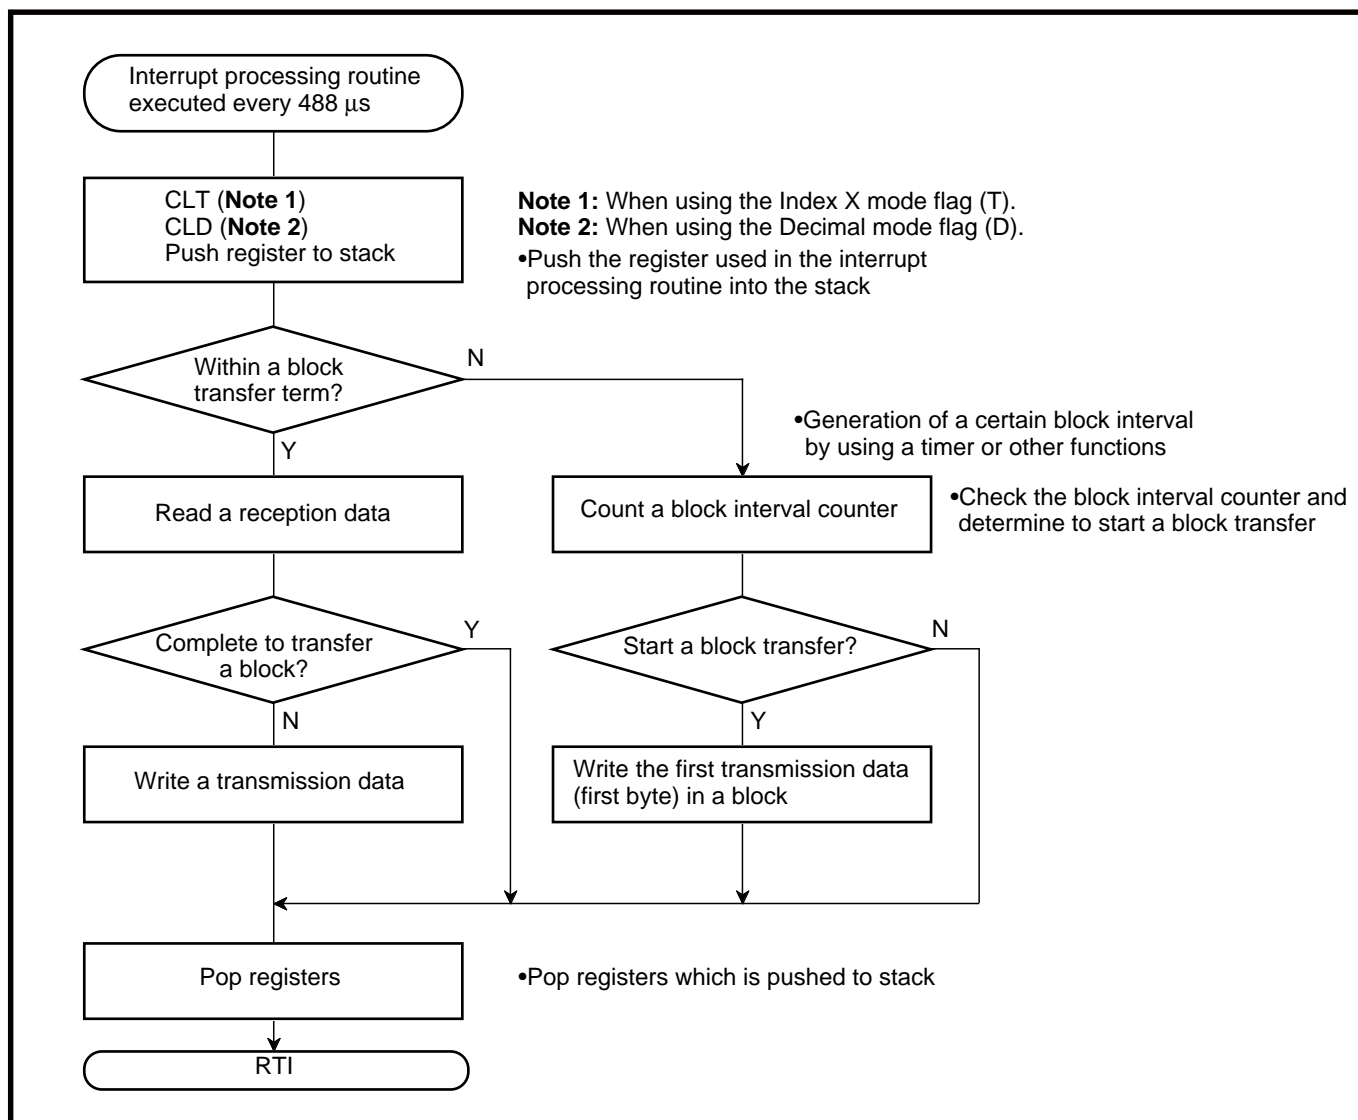 Interrupt processing routine
executed every 488 μs
CLT (Note 1)
CLD (Note 2)
Push register to stack
Note 1: When using the Index X mode flag (T).
Note 2: When using the Decimal mode flag (D).
•Push the register used in the interrupt
processing routine into the stack
Within a block
transfer term?
N
Y
•Generation of a certain block interval
by using a timer or other functions
Read a reception data
Count a block interval counter
•Check the block interval counter and
determine to start a block transfer
Complete to transfer
a block?
Y
N
Start a block transfer?
N
Y
Write a transmission data
Write the first transmission data
(first byte) in a block
Pop registers
•Pop registers which is pushed to stack
RTI